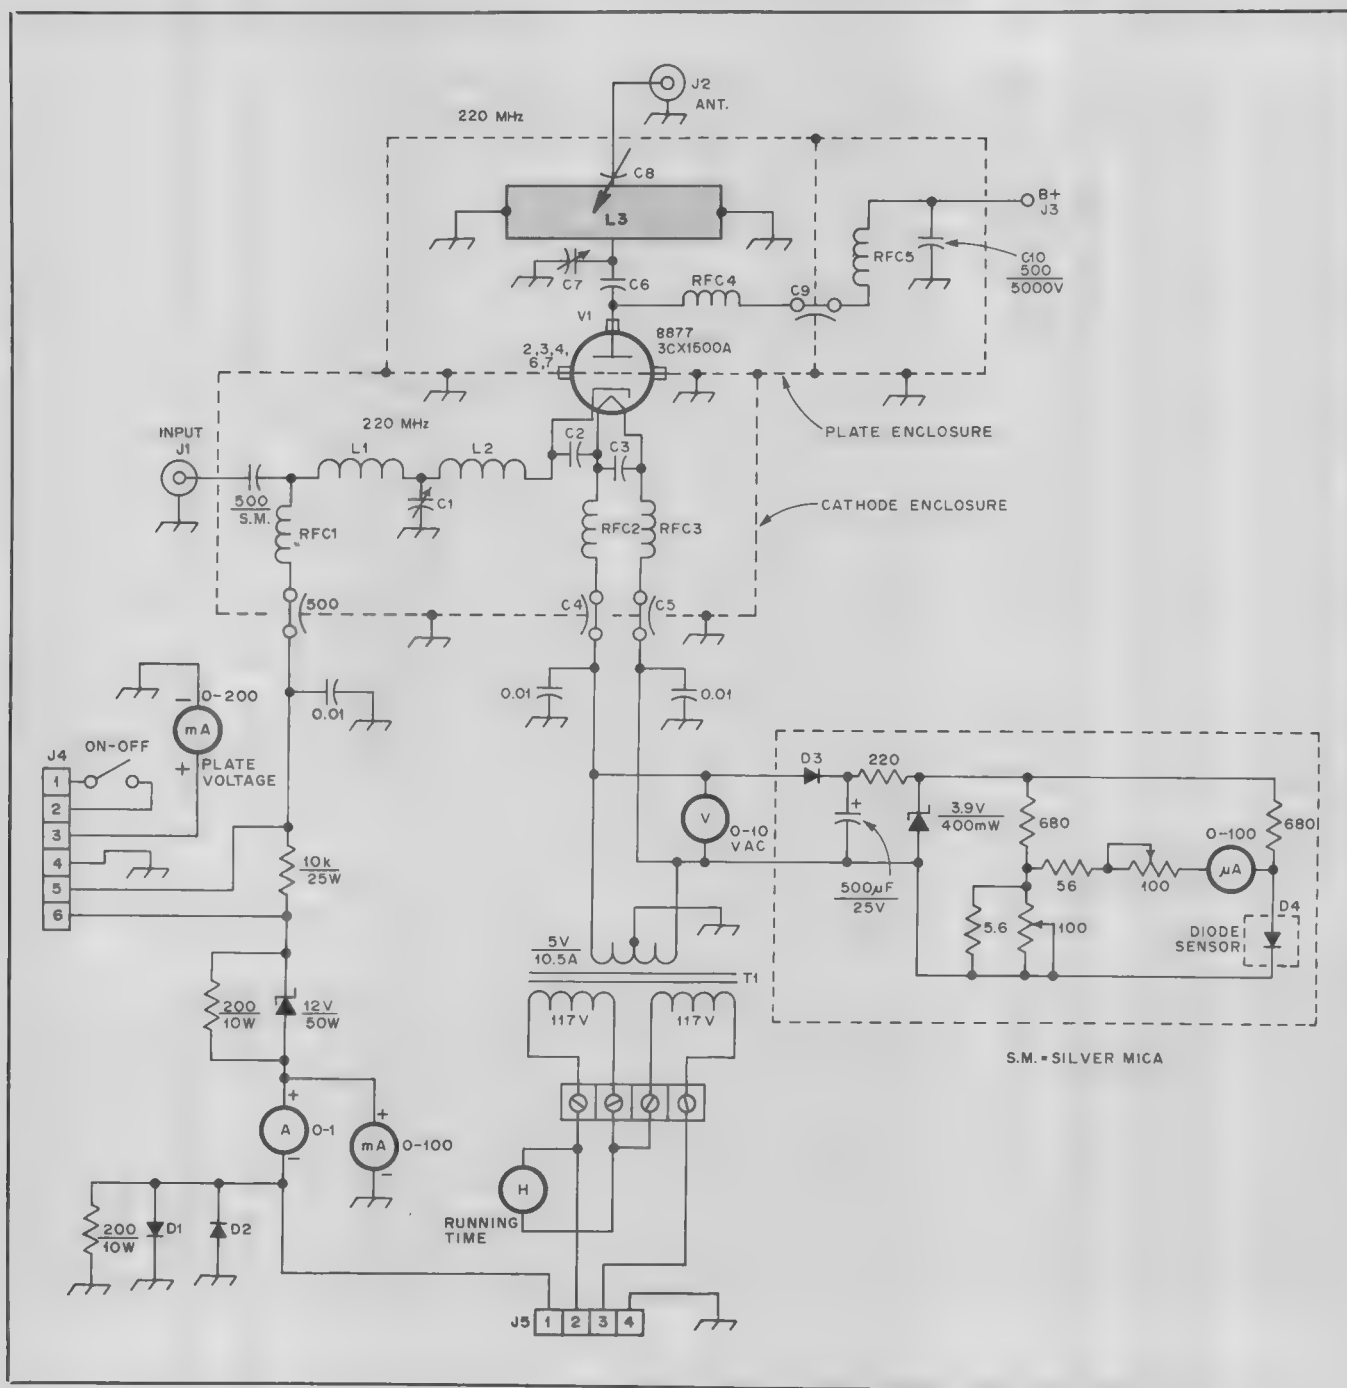 J2
ANT.
220 MHz
C8
L3
B+
J3
C7
C6
RFC4
C9
RFC5
C10
500
5000V
V1
8877
3CX1500A
2,3,4,
6,7
PLATE ENCLOSURE
INPUT
J1
220 MHz
L1
L2
C2
C3
500
S.M.
C1
RFC1
RFC2
RFC3
CATHODE ENCLOSURE
500
C4
C5
0-200
mA
0.01
0.01
0.01
J4
ON-OFF
+ PLATE
VOLTAGE
1
2
3
4
5
6
10k
25W
D3
220
V
0-10
VAC
3.9V
400mW
680
0-100
680
500µF
25V
56
100
µA
5.6
100
D4
DIODE
SENSOR
5V
10.5A
T1
200
10W
12V
50W
117V
117V
S.M. = SILVER MICA
+
A
0-1
−
+
mA
0-100
−
H
RUNNING
TIME
200
10W
D1
D2
J5
1
2
3
4